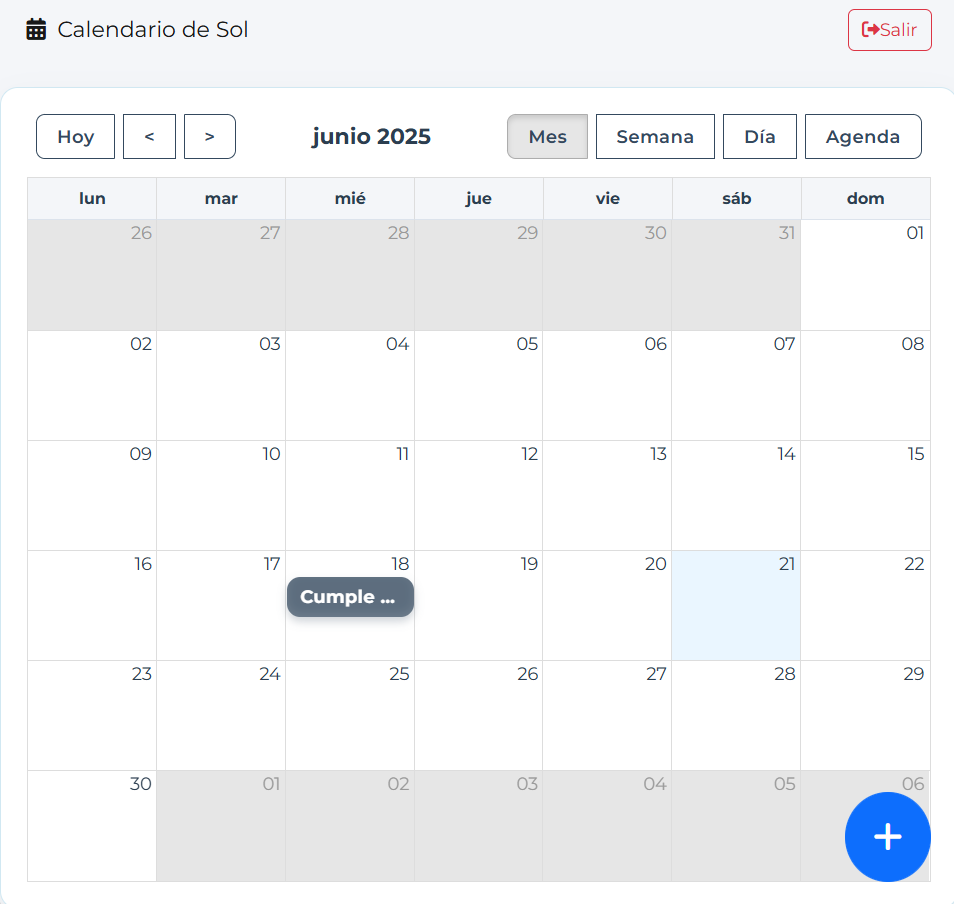 Calendario de Sol
Salir
Hoy < > junio 2025 Mes Semana Día Agenda
lun mar mié jue vie sáb dom
26 27 28 29 30 31 01
02 03 04 05 06 07 08
09 10 11 12 13 14 15
16 17 18 19 20 21 22
Cumple ...
23 24 25 26 27 28 29
30 01 02 03 04 05 06
+